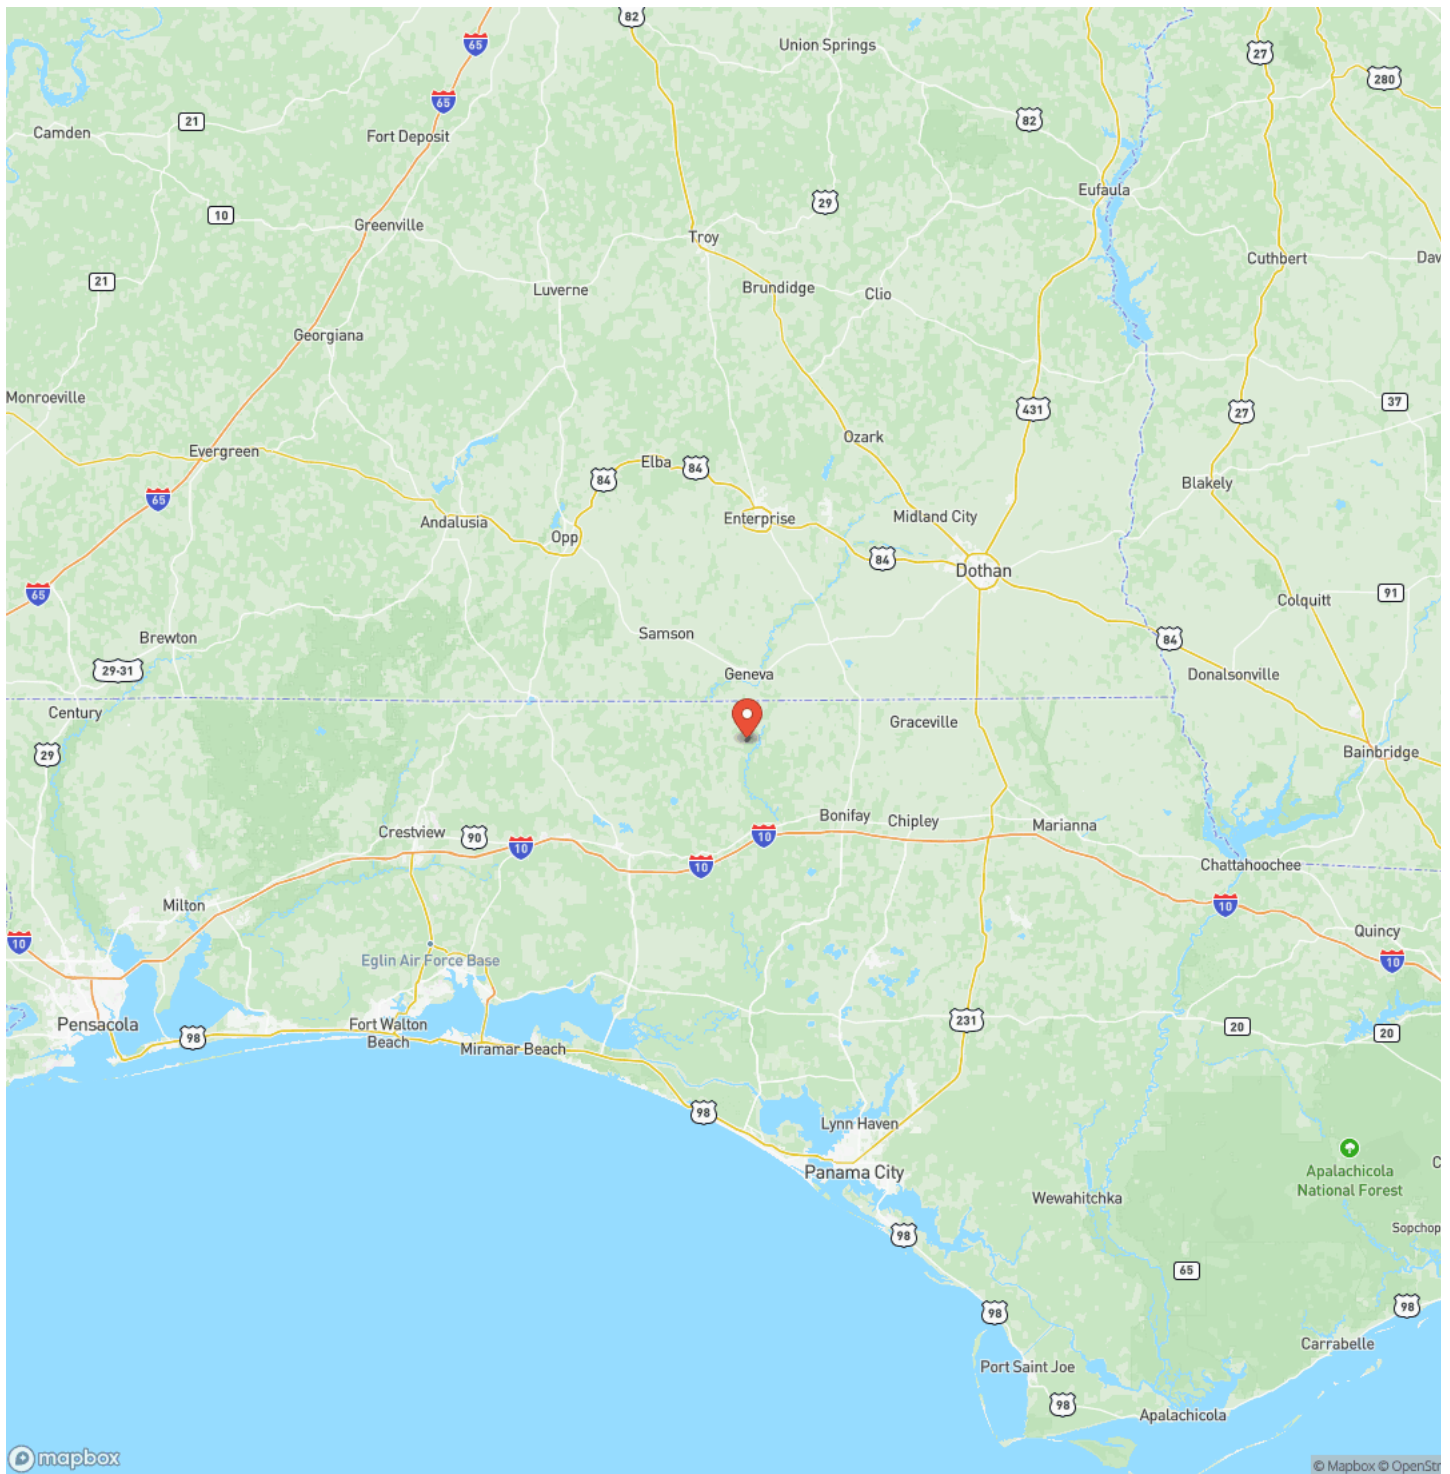 82
65
Union Springs
27
280
65
21
82
Camden
Fort Deposit
Eufaula
29
10
Greenville
Troy
Cuthbert
Daw
21
Luverne
Brundidge
Clio
Georgiana
Monroeville
37
431
27
Ozark
Evergreen
Elba
84
84
Blakely
65
Andalusia
Enterprise
Midland City
Opp
84
Dothan
65
91
Colquitt
Samson
Brewton
84
29-31
Geneva
Donalsonville
Century
Graceville
29
Bainbridge
Bonifay
Chipley
Marianna
Crestview
90
10
10
10
Chattahoochee
Milton
10
Quincy
10
10
Eglin Air Force Base
Pensacola
98
Fort Walton
Beach
Miramar Beach
231
20
20
98
Lynn Haven
Panama City
Apalachicola
National Forest
C
Wewahitchka
Sopchop
98
65
98
98
Carrabelle
Port Saint Joe
98
Apalachicola
mapbox
© Mapbox © OpenStr